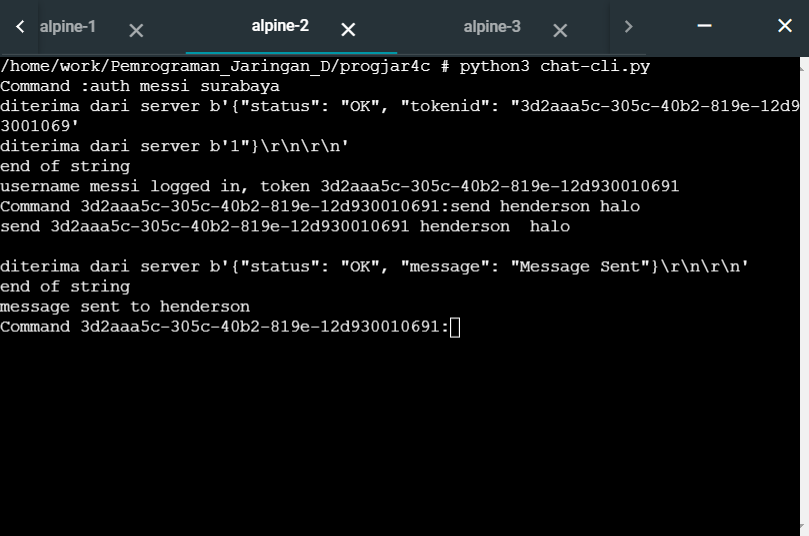 alpine-1 alpine-2 alpine-3
/home/work/Pemrograman_Jaringan_D/progjar4c # python3 chat-cli.py
Command :auth messi surabaya
diterima dari server b'{"status": "OK", "tokenid": "3d2aaa5c-305c-40b2-819e-12d9
3001069'
diterima dari server b'1"}\r\n\r\n'
end of string
username messi logged in, token 3d2aaa5c-305c-40b2-819e-12d930010691
Command 3d2aaa5c-305c-40b2-819e-12d930010691:send henderson halo
send 3d2aaa5c-305c-40b2-819e-12d930010691 henderson  halo

diterima dari server b'{"status": "OK", "message": "Message Sent"}\r\n\r\n'
end of string
message sent to henderson
Command 3d2aaa5c-305c-40b2-819e-12d930010691: